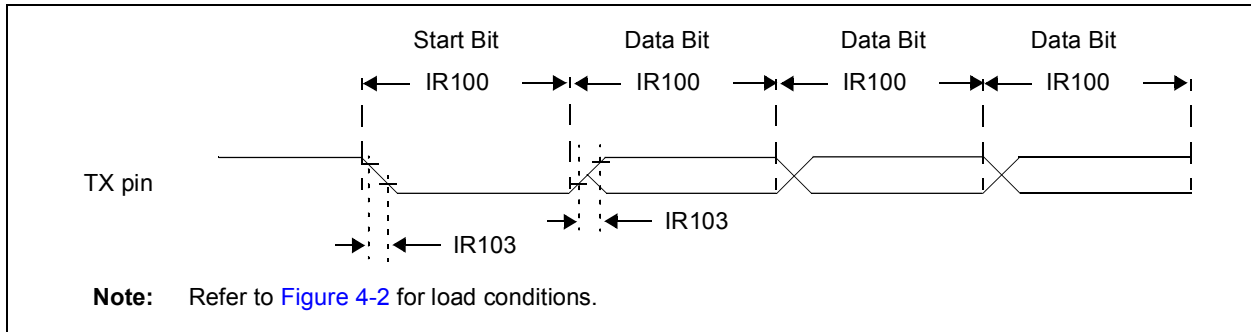 Start Bit Data Bit Data Bit Data Bit
IR100 IR100 IR100 IR100
TX pin
IR103 IR103
Note: Refer to Figure 4-2 for load conditions.